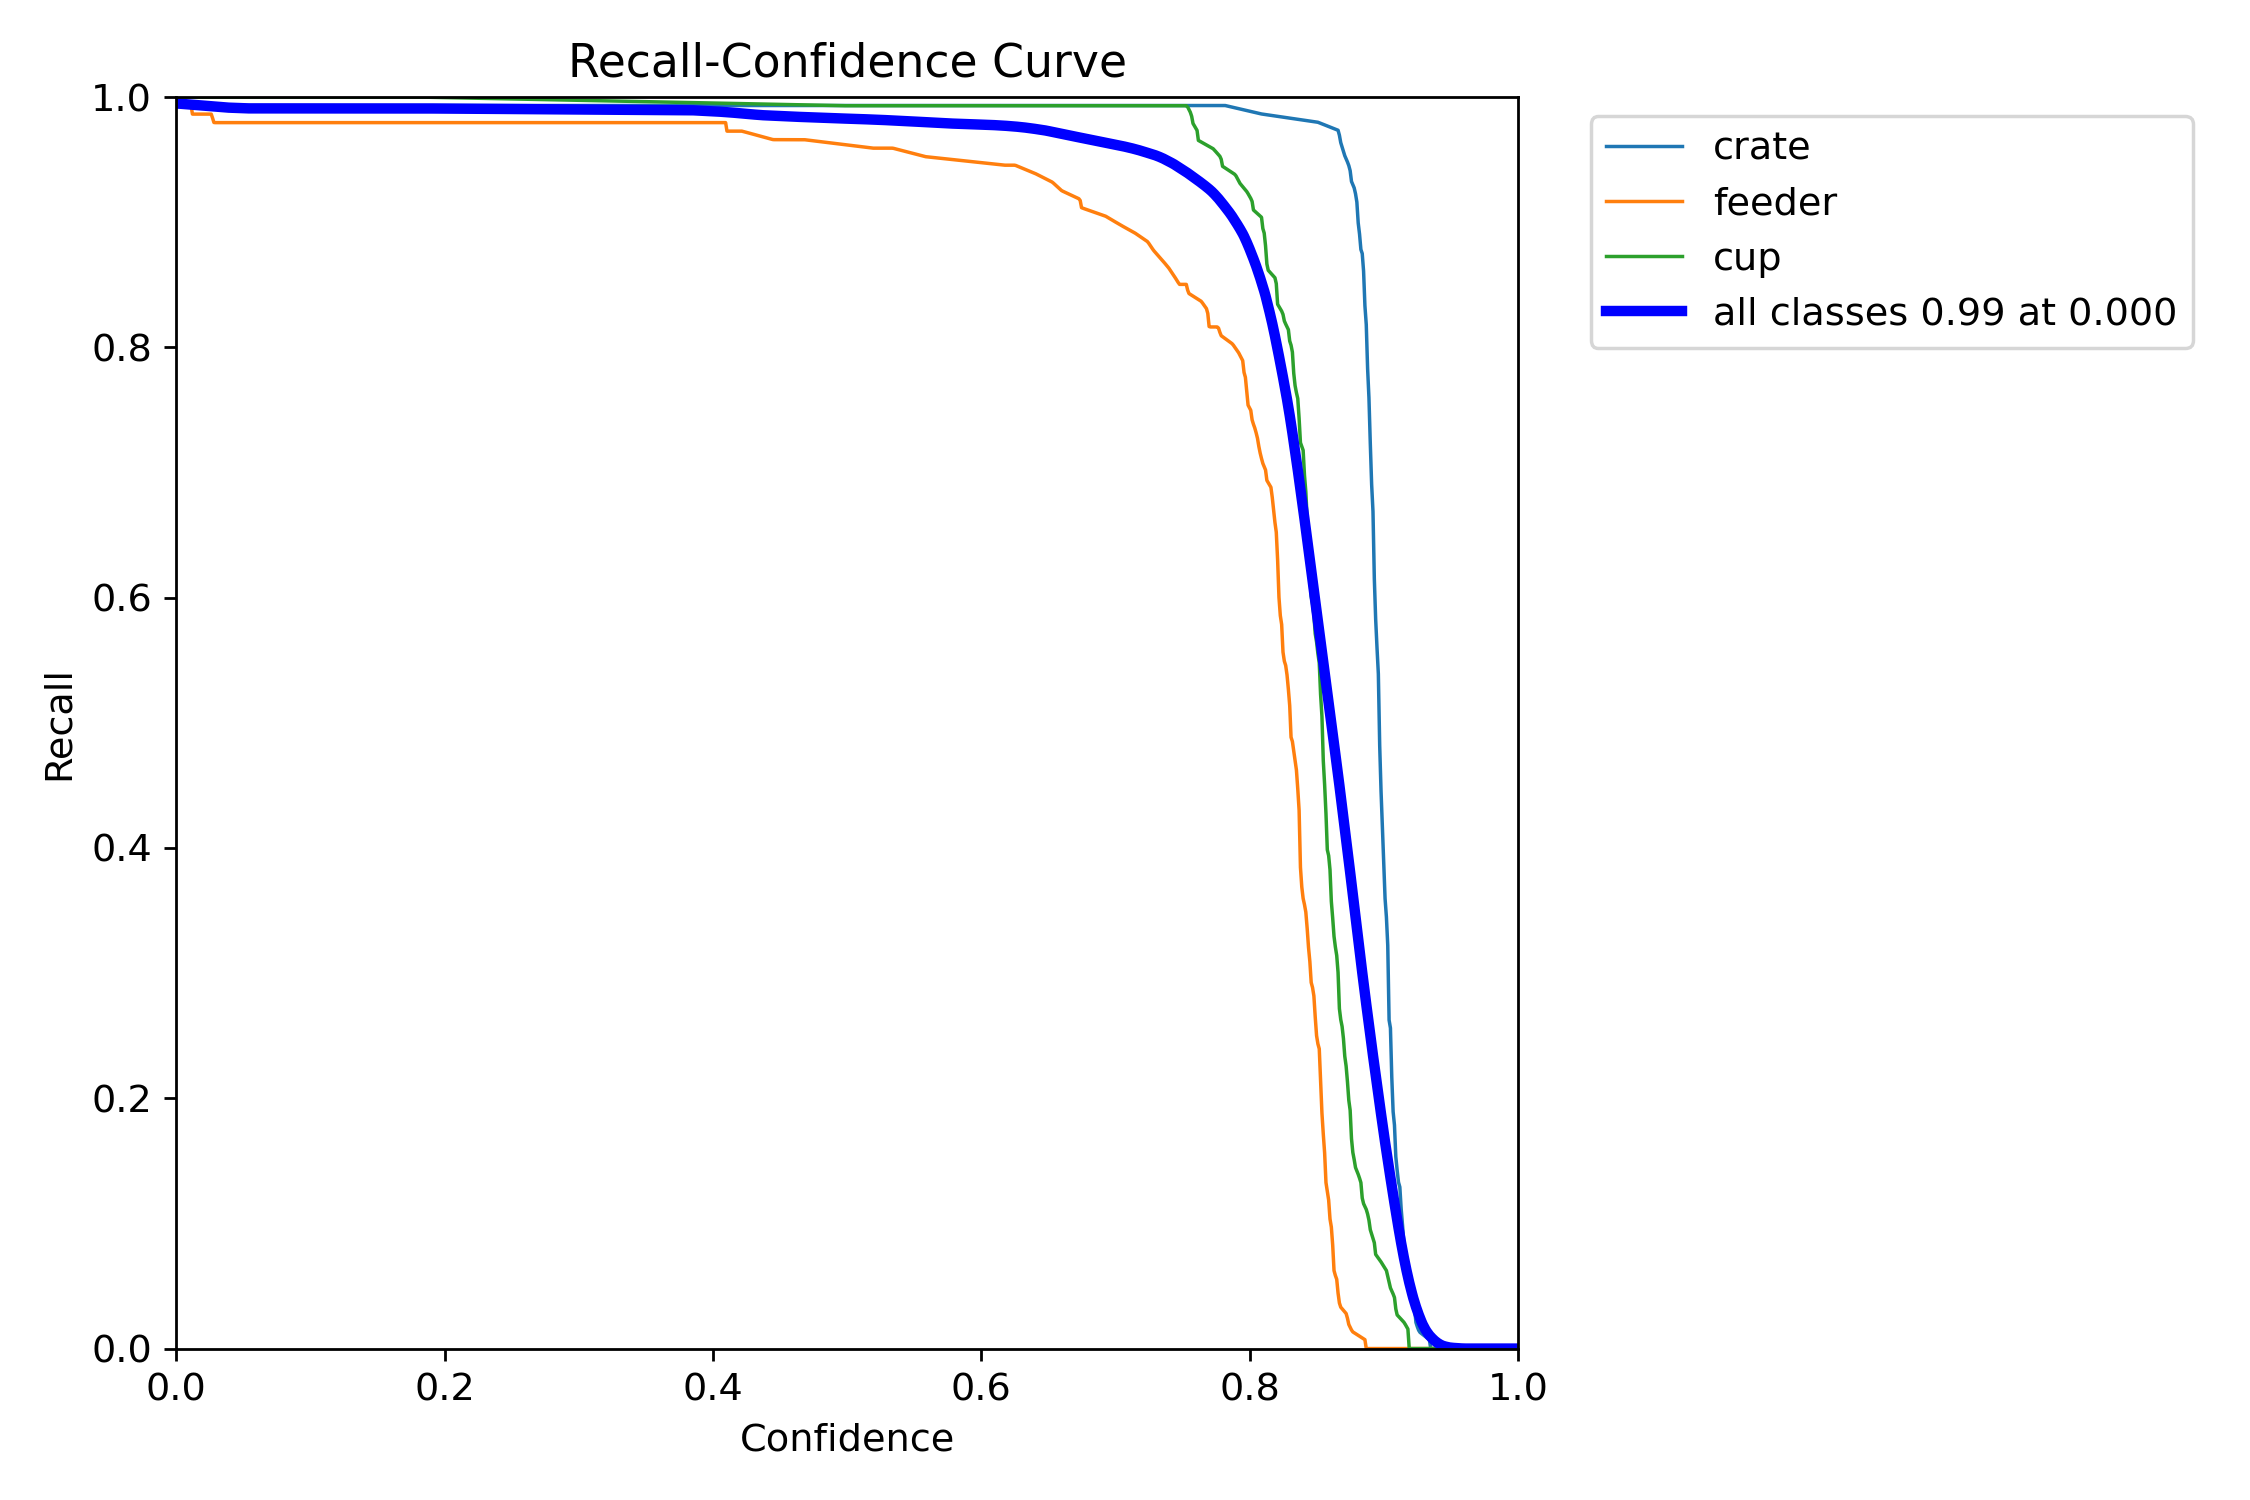 Recall-Confidence Curve
1.0
0.8
0.6
0.4
0.2
0.0
Recall
0.0 0.2 0.4 0.6 0.8 1.0
Confidence
crate
feeder
cup
all classes 0.99 at 0.000